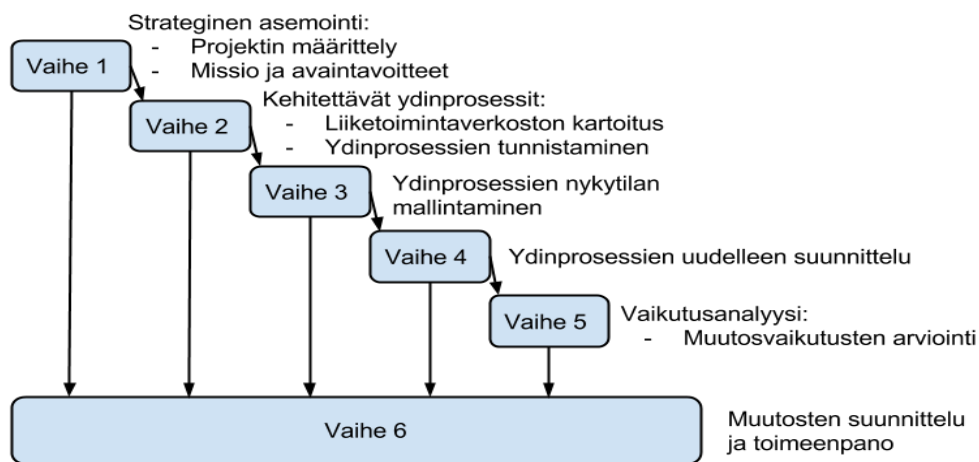 Strateginen asemointi:
- Projektin määrittely
Vaihe 1
- Missio ja avaintavoitteet
Kehitettävät ydinprosessit:
Vaihe 2
- Liiketoimintaverkoston kartoitus
- Ydinprosessien tunnistaminen
Vaihe 3
Ydinprosessien nykytilan
mallintaminen
Vaihe 4
Ydinprosessien uudelleen suunnittelu
Vaihe 5
Vaikutusanalyysi:
- Muutosvaikutusten arviointi
Vaihe 6
Muutosten suunnittelu
ja toimeenpano